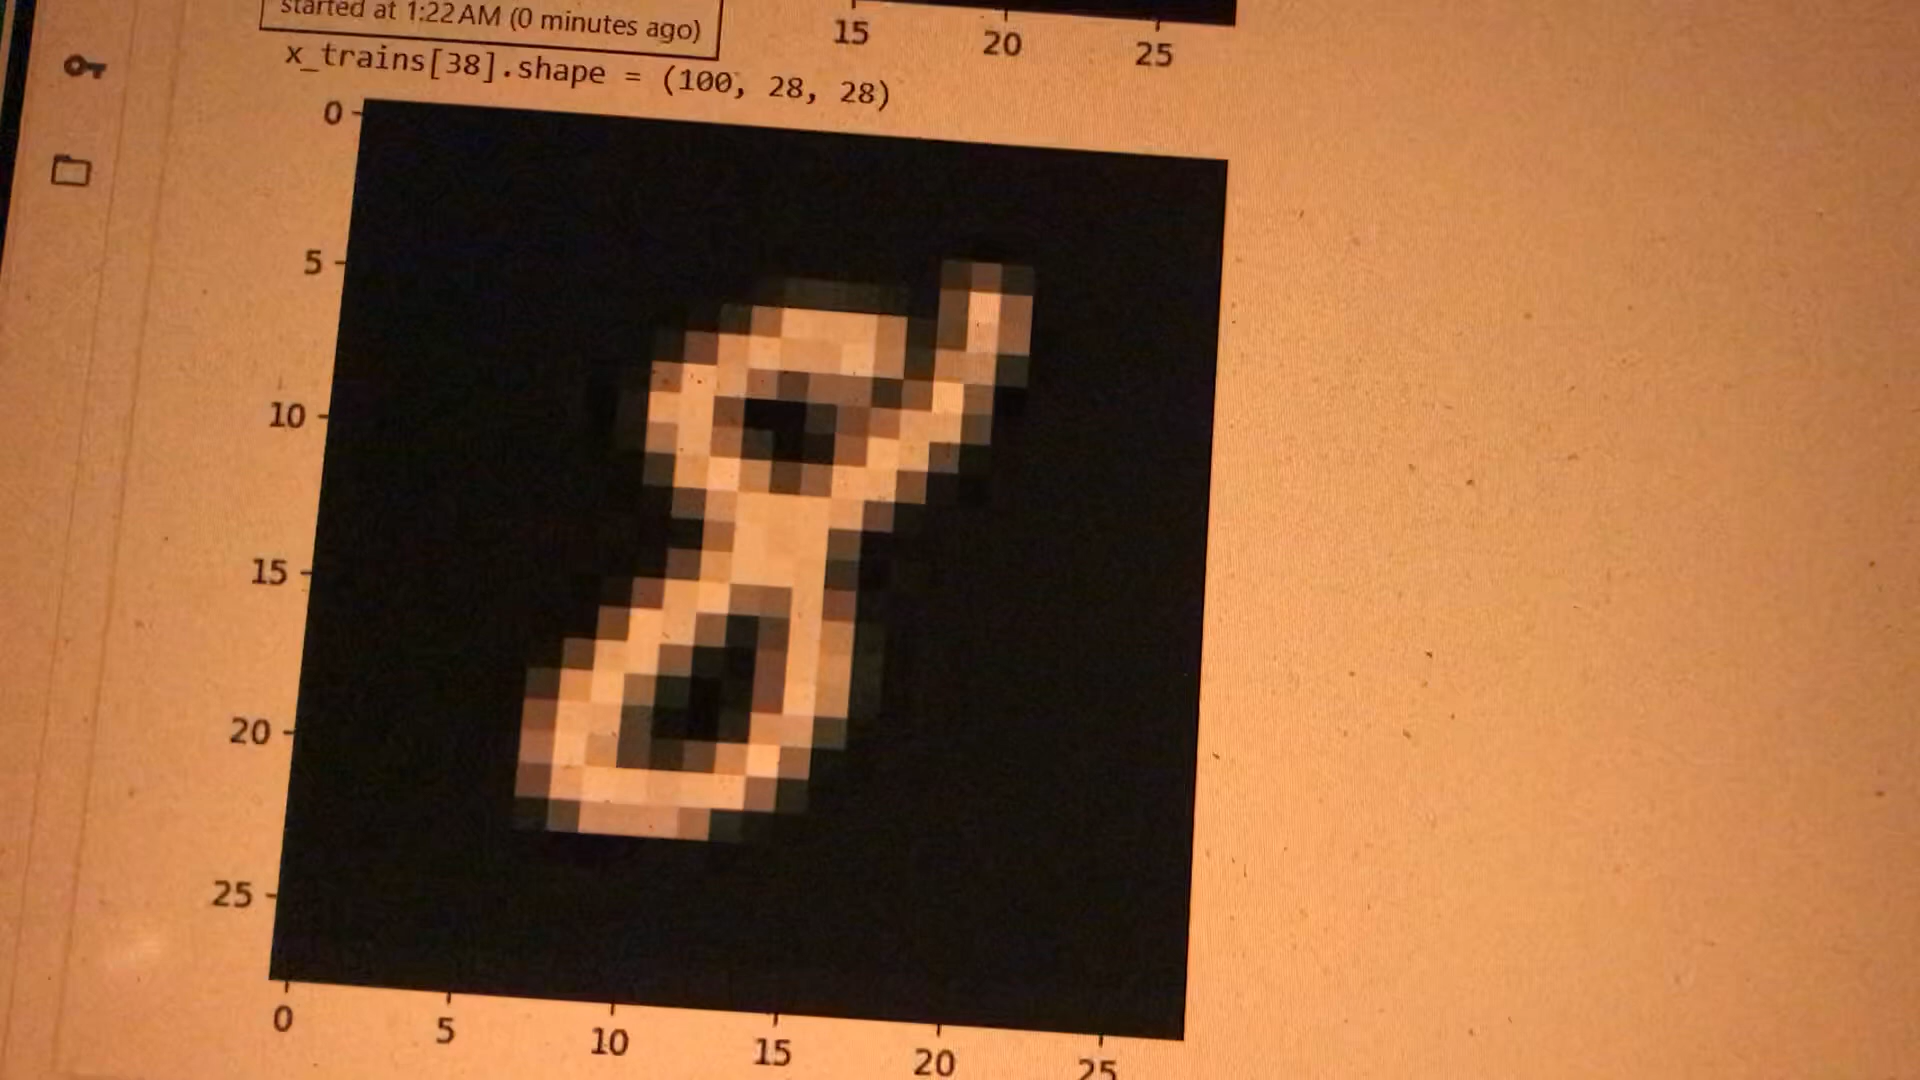 started at 1:22 AM (0 minutes ago)
15 20 25
x_trains[38].shape = (100, 28, 28)
0
5
10
15
20
25
0 5 10 15 20 25
8